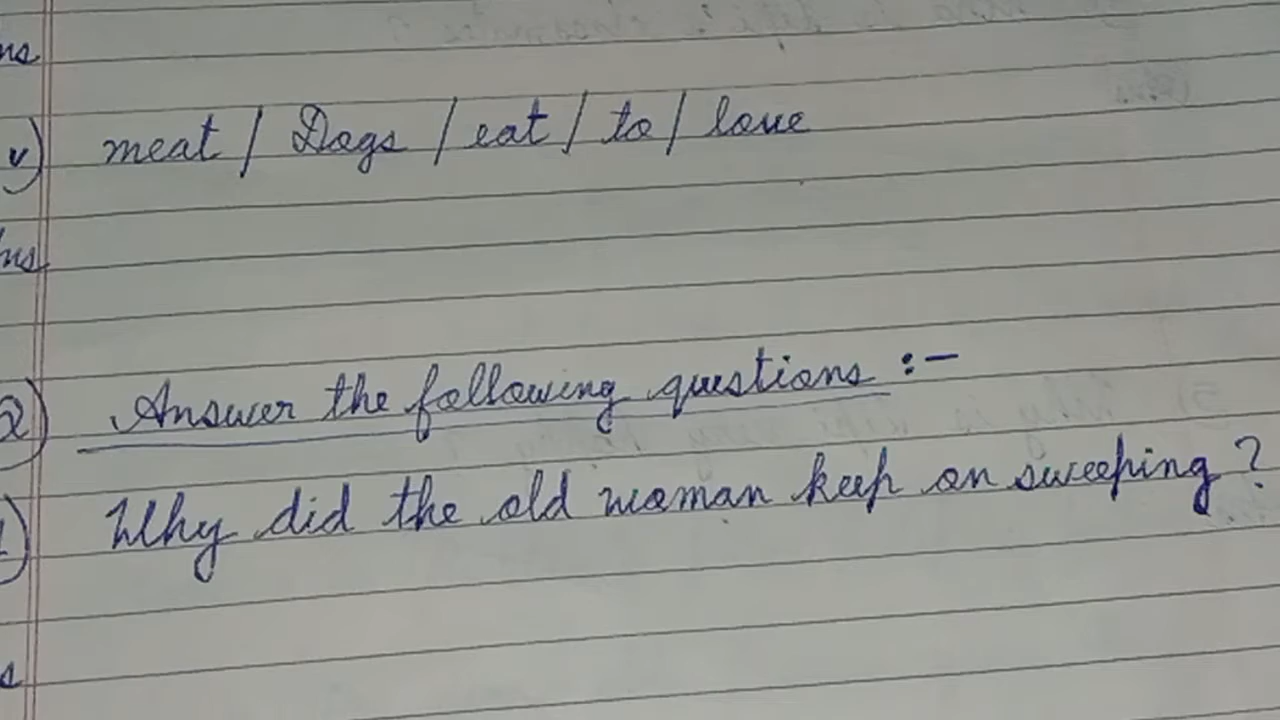 ns
v) meat / Dogs / eat / to / love
ns
2) Answer the following questions :-
Why did the old woman keep on sweeping ?
s